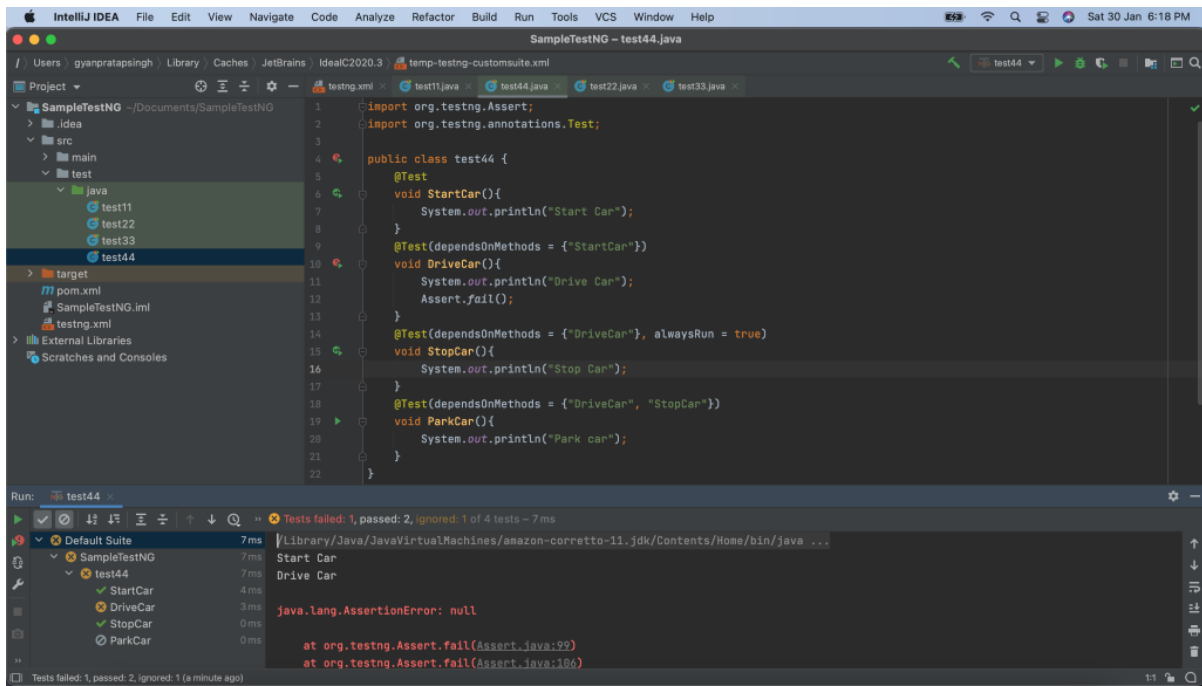 IntelliJ IDEA File Edit View Navigate Code Analyze Refactor Build Run Tools VCS Window Help Sat 30 Jan 6:18 PM
SampleTestNG – test44.java
Users gyanpratapsingh Library Caches JetBrains IdeaIC2020.3 temp-testng-customsuite.xml test44
Project testng.xml test11.java test44.java test22.java test33.java
SampleTestNG ~/Documents/SampleTestNG
.idea
src
main
test
java
test11
test22
test33
test44
target
pom.xml
SampleTestNG.iml
testng.xml
External Libraries
Scratches and Consoles
1 import org.testng.Assert;
2 import org.testng.annotations.Test;
3
4 public class test44 {
5 @Test
6 void StartCar(){
7 System.out.println("Start Car");
8 }
9 @Test(dependsOnMethods = {"StartCar"})
10 void DriveCar(){
11 System.out.println("Drive Car");
12 Assert.fail();
13 }
14 @Test(dependsOnMethods = {"DriveCar"}, alwaysRun = true)
15 void StopCar(){
16 System.out.println("Stop Car");
17 }
18 @Test(dependsOnMethods = {"DriveCar", "StopCar"})
19 void ParkCar(){
20 System.out.println("Park car");
21 }
22 }
Run: test44
Tests failed: 1, passed: 2, ignored: 1 of 4 tests – 7 ms
Default Suite 7 ms
SampleTestNG 7 ms
test44 7 ms
StartCar 4 ms
DriveCar 3 ms
StopCar 0 ms
ParkCar 0 ms
/Library/Java/JavaVirtualMachines/amazon-corretto-11.jdk/Contents/Home/bin/java ...
Start Car
Drive Car
java.lang.AssertionError: null
at org.testng.Assert.fail(Assert.java:99)
at org.testng.Assert.fail(Assert.java:106)
Tests failed: 1, passed: 2, ignored: 1 (a minute ago) 1:1